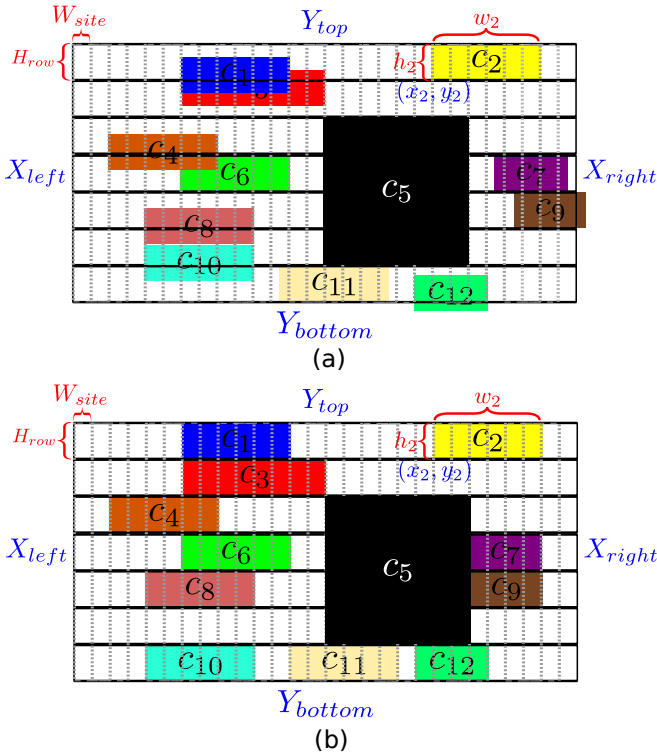 W_site Y_top w_2
H_row c_1 h_2 c_2
(x_2, y_2)
c_4
X_left c_6 c_5 c_7 X_right
c_8 c_9
c_10
c_11 c_12
Y_bottom
(a)
W_site Y_top w_2
H_row c_1 h_2 c_2
c_3 (x_2, y_2)
c_4
X_left c_6 c_5 c_7 X_right
c_8 c_9
c_10 c_11 c_12
Y_bottom
(b)